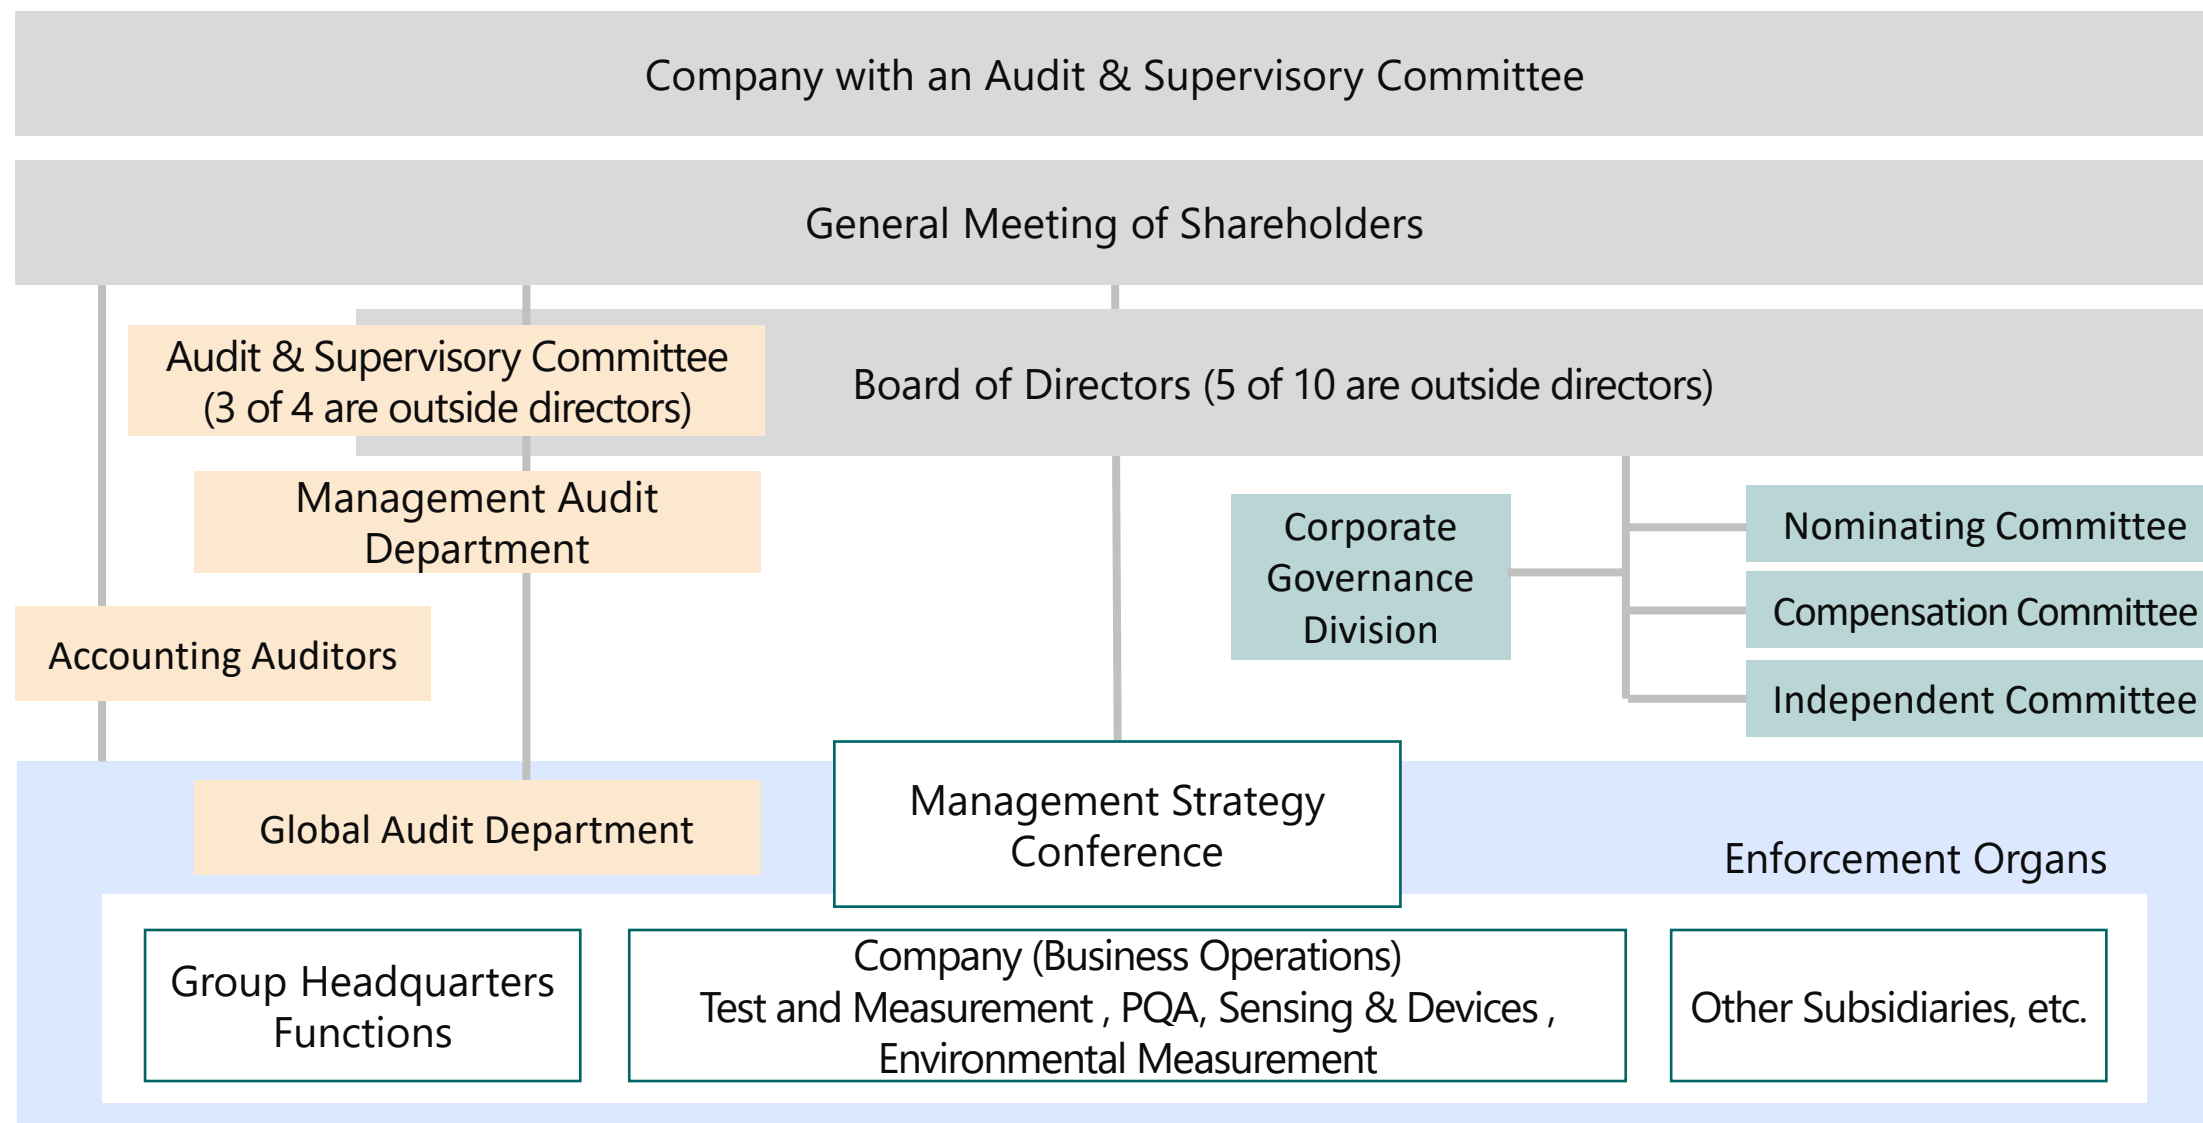 Company with an Audit & Supervisory Committee
General Meeting of Shareholders
Audit & Supervisory Committee
(3 of 4 are outside directors)
Board of Directors (5 of 10 are outside directors)
Management Audit
Department
Corporate
Governance
Division
Nominating Committee
Compensation Committee
Independent Committee
Accounting Auditors
Global Audit Department
Management Strategy
Conference
Enforcement Organs
Group Headquarters
Functions
Company (Business Operations)
Test and Measurement , PQA, Sensing & Devices ,
Environmental Measurement
Other Subsidiaries, etc.